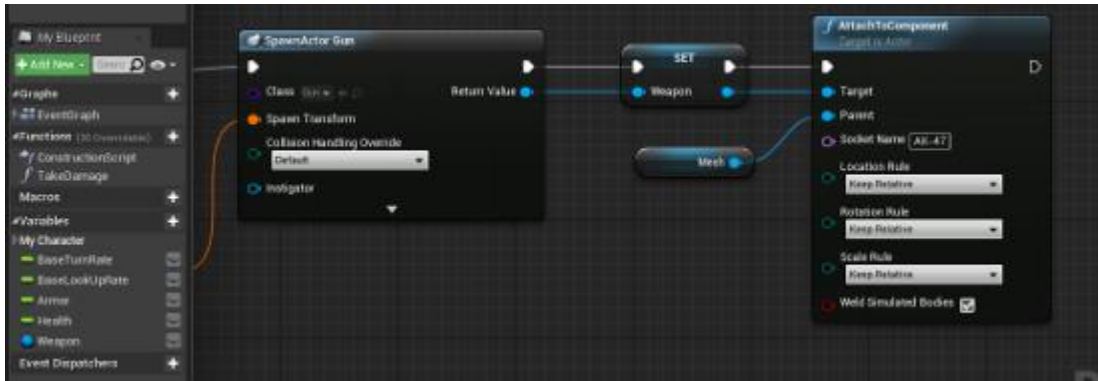 My Blueprint
+ Add New
Graphs
EventGraph
Functions
ConstructionScript
TakeDamage
Macros
Variables
My Character
BaseTurnRate
BaseLookUpRate
Armor
Health
Weapon
Event Dispatchers
SpawnActor Gun
Class Gun
Return Value
Spawn Transform
Collision Handling Override
Default
Instigator
SET
Weapon
Mesh
AttachToComponent
Target is Actor
Target
Parent
Socket Name AK-47
Location Rule
Keep Relative
Rotation Rule
Keep Relative
Scale Rule
Keep Relative
Weld Simulated Bodies